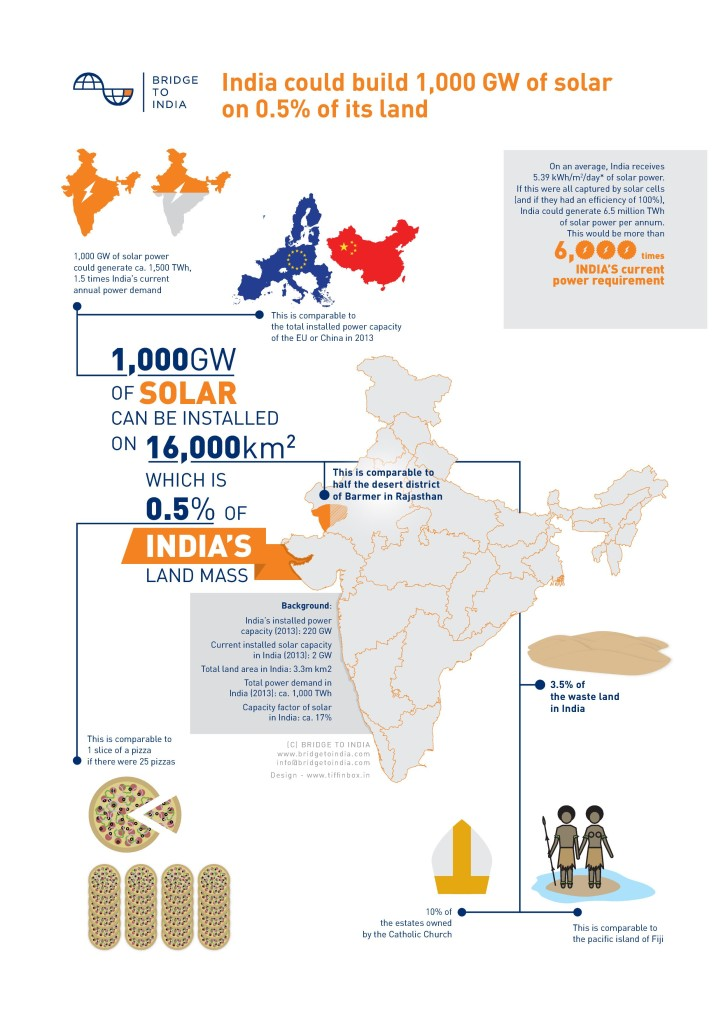 BRIDGE
TO
INDIA
India could build 1,000 GW of solar
on 0.5% of its land
On an average, India receives
5.39 kWh/m²/day* of solar power.
If this were all captured by solar cells
(and if they had an efficiency of 100%),
India could generate 6.5 million TWh
of solar power per annum.
This would be more than
6,000 times
INDIA'S current
power requirement
1,000 GW of solar power
could generate ca. 1,500 TWh,
1.5 times India's current
annual power demand
This is comparable to
the total installed power capacity
of the EU or China in 2013
1,000GW
OF SOLAR
CAN BE INSTALLED
ON 16,000km²
WHICH IS
0.5% OF
INDIA'S
LAND MASS
This is comparable to
half the desert district
of Barmer in Rajasthan
Background:
India's installed power
capacity (2013): 220 GW
Current installed solar capacity
in India (2013): 2 GW
Total land area in India: 3.3m km2
Total power demand in
India (2013): ca. 1,000 TWh
Capacity factor of solar
in India: ca. 17%
(C) BRIDGE TO INDIA
www.bridgetoindia.com
info@bridgetoindia.com
Design - www.tiffinbox.in
3.5% of
the waste land
in India
This is comparable to
1 slice of a pizza
if there were 25 pizzas
10% of
the estates owned
by the Catholic Church
This is comparable to
the pacific island of Fiji